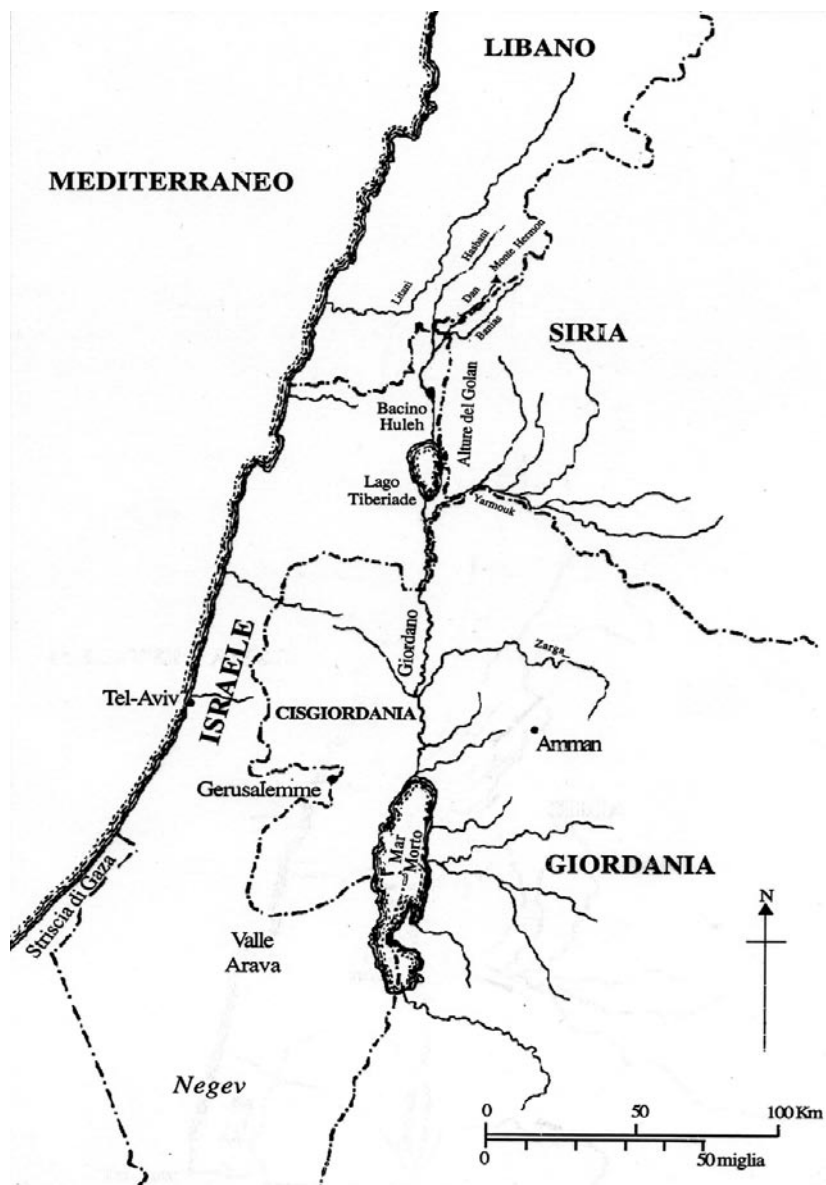 LIBANO
MEDITERRANEO
Litani
Hasbani
Dan
Monte Hermon
Banias
SIRIA
Bacino
Huleh
Alture del Golan
Lago
Tiberiade
Yarmouk
Giordano
Zarga
ISRAELE
Tel-Aviv
CISGIORDANIA
Amman
Gerusalemme
Mar
Morto
GIORDANIA
Striscia di Gaza
Valle
Arava
N
Negev
0 50 100 Km
0 50 miglia